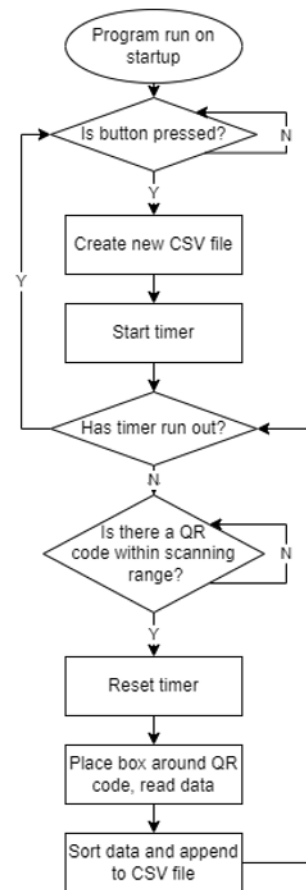 Program run on
startup
Is button pressed?
N
Y
Create new CSV file
Y
Start timer
Has timer run out?
N
Is there a QR
code within scanning
range?
N
Y
Reset timer
Place box around QR
code, read data
Sort data and append
to CSV file